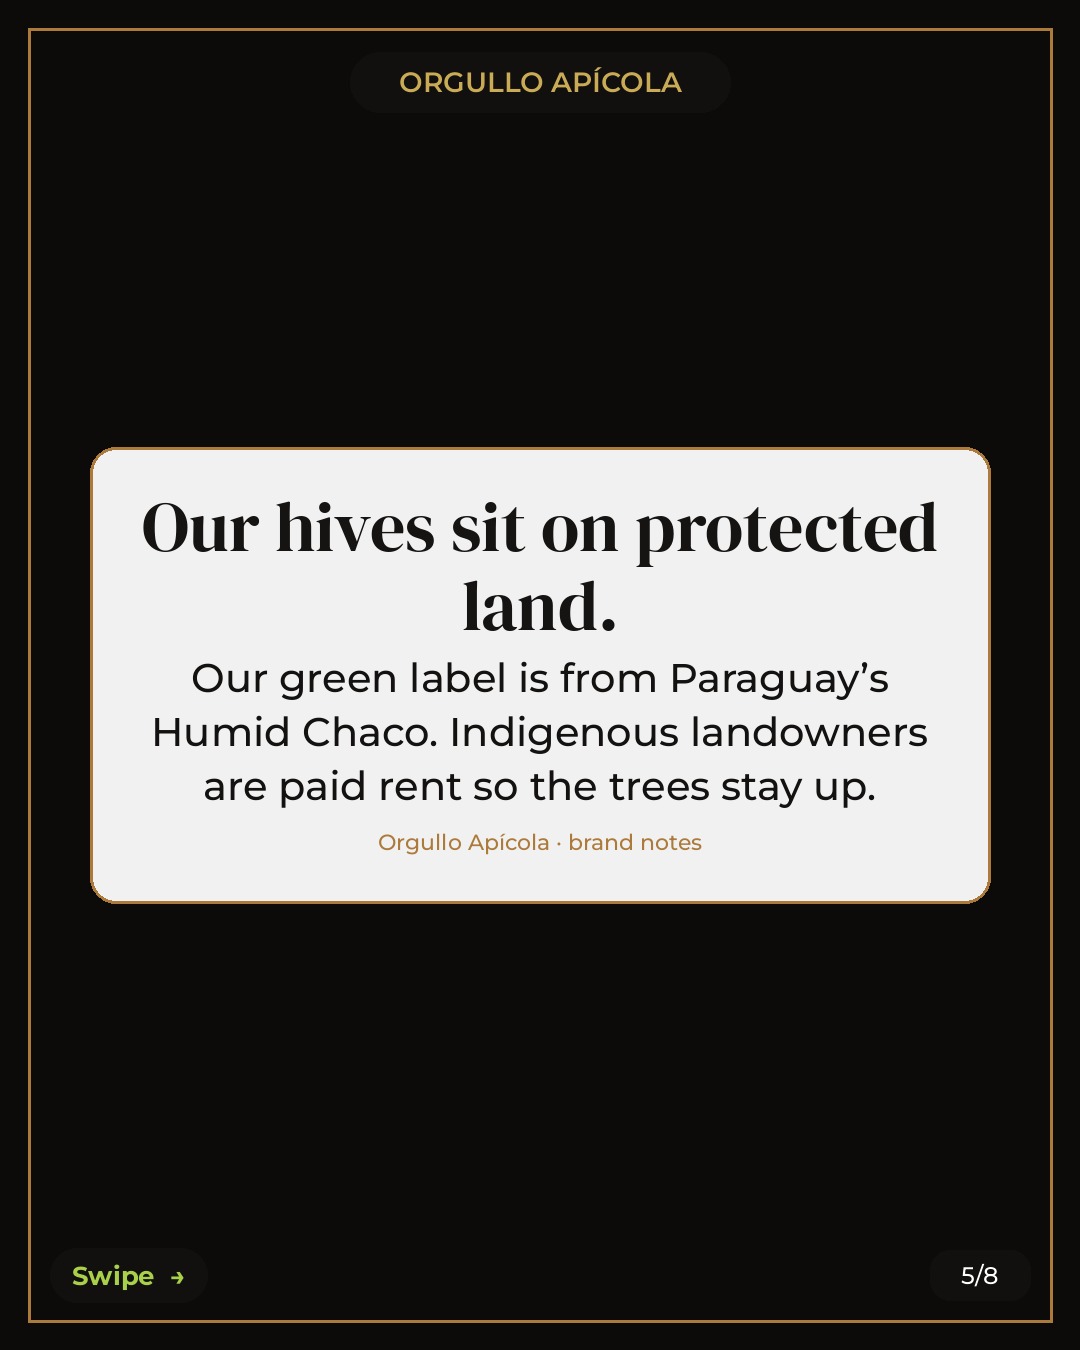 ORGULLO APÍCOLA
Our hives sit on protected
land.
Our green label is from Paraguay’s
Humid Chaco. Indigenous landowners
are paid rent so the trees stay up.
Orgullo Apícola · brand notes
Swipe →
5/8